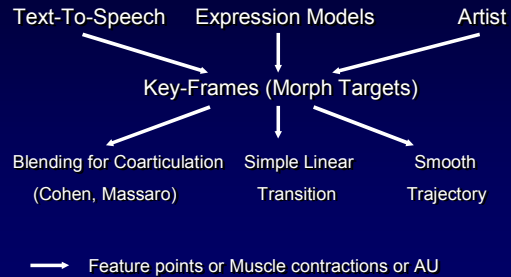 Text-To-Speech Expression Models Artist
Key-Frames (Morph Targets)
Blending for Coarticulation Simple Linear Smooth
(Cohen, Massaro) Transition Trajectory
Feature points or Muscle contractions or AU